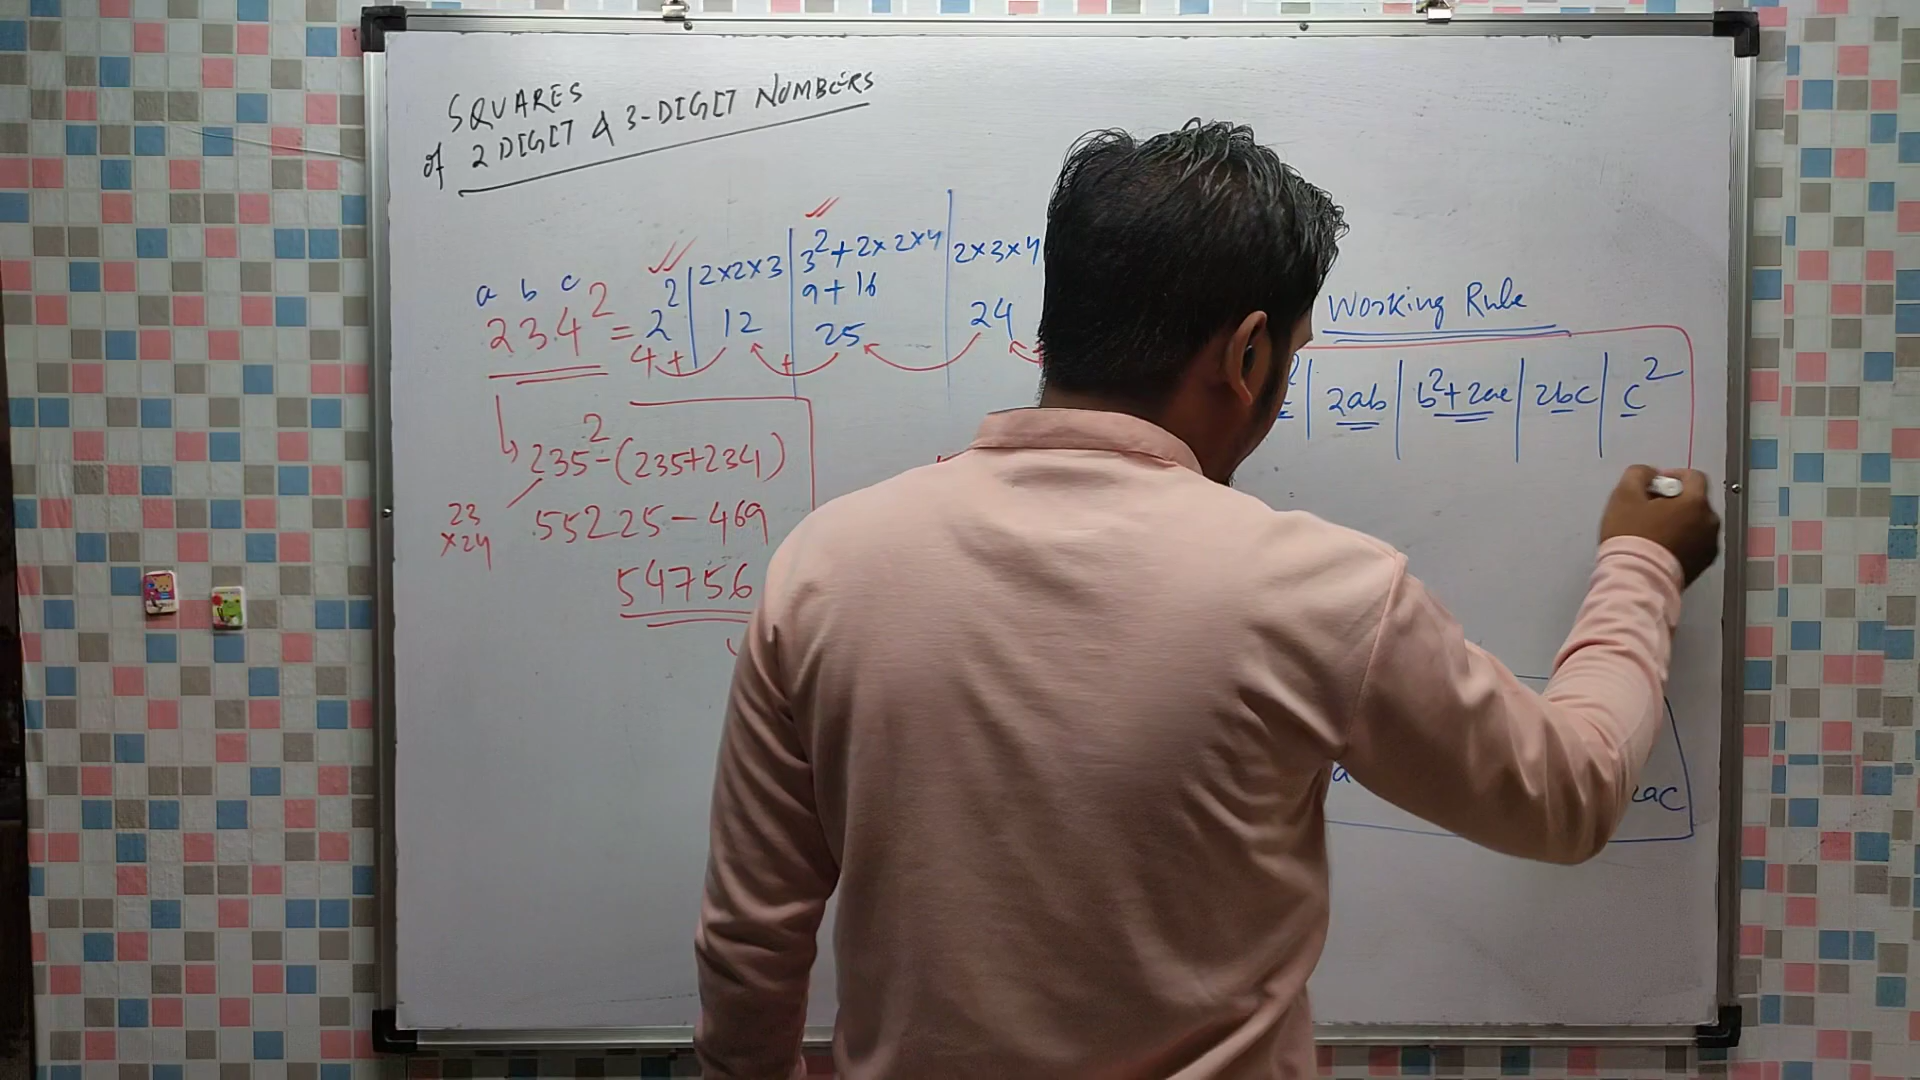 SQUARES
of 2 DIGIT & 3-DIGIT NUMBERS
a b c
234² = 2² | 2×2×3 | 3²+2×2×4 | 2×3×4
9+16
4+ 12 + 25 24
235²-(235+234)
23
×24
55225-469
54756
Working Rule
| 2ab | b²+2ac | 2bc | c²
2ac